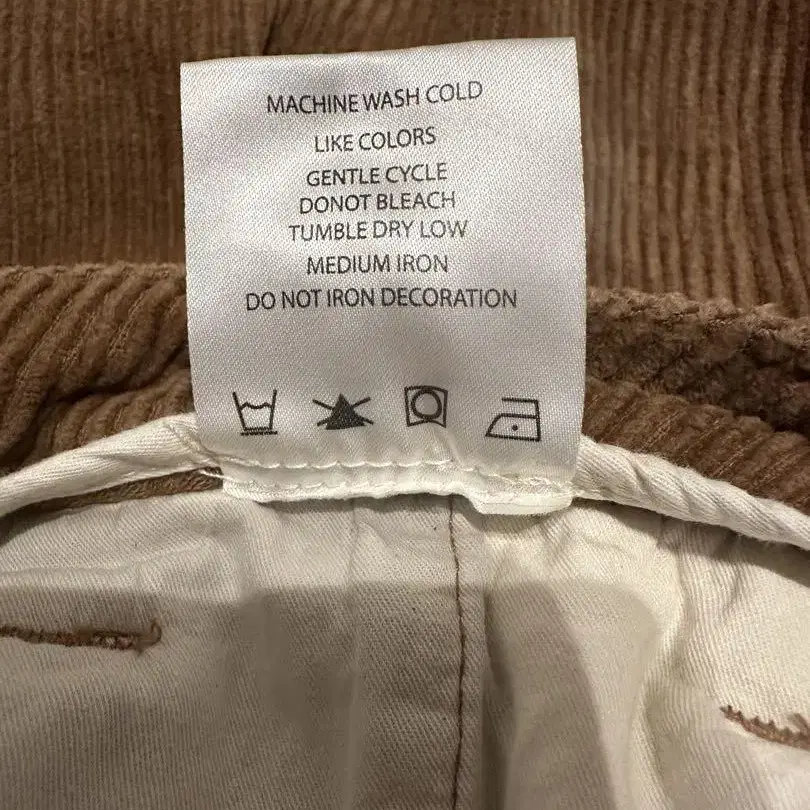 MACHINE WASH COLD
LIKE COLORS
GENTLE CYCLE
DONOT BLEACH
TUMBLE DRY LOW
MEDIUM IRON
DO NOT IRON DECORATION